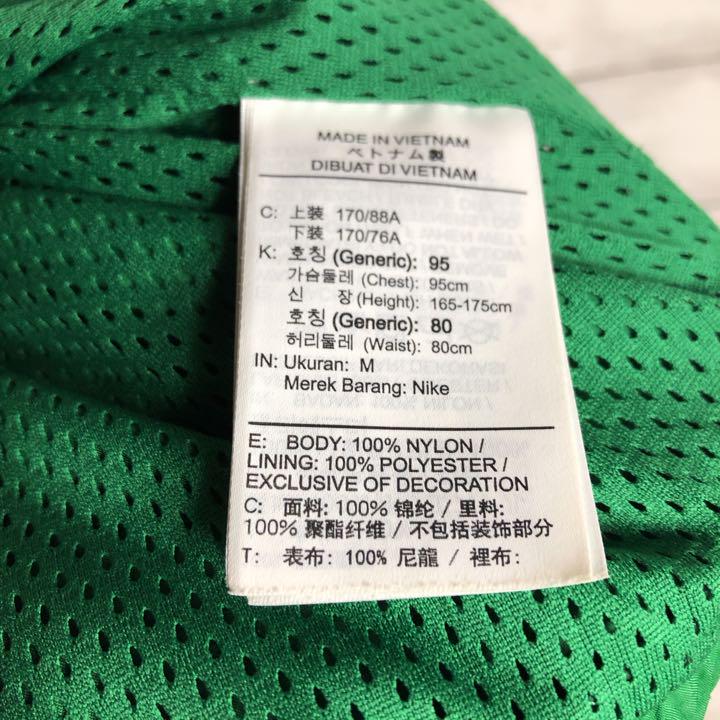 MADE IN VIETNAM
ベトナム製
DIBUAT DI VIETNAM
C: 上装 170/88A
下装 170/76A
K: 호칭 (Generic): 95
가슴둘레 (Chest): 95cm
신 장 (Height): 165-175cm
호칭 (Generic): 80
허리둘레 (Waist): 80cm
IN: Ukuran: M
Merek Barang: Nike
E: BODY: 100% NYLON /
LINING: 100% POLYESTER /
EXCLUSIVE OF DECORATION
C: 面料: 100% 锦纶 / 里料:
100% 聚酯纤维 / 不包括装饰部分
T: 表布: 100% 尼龍 / 裡布: